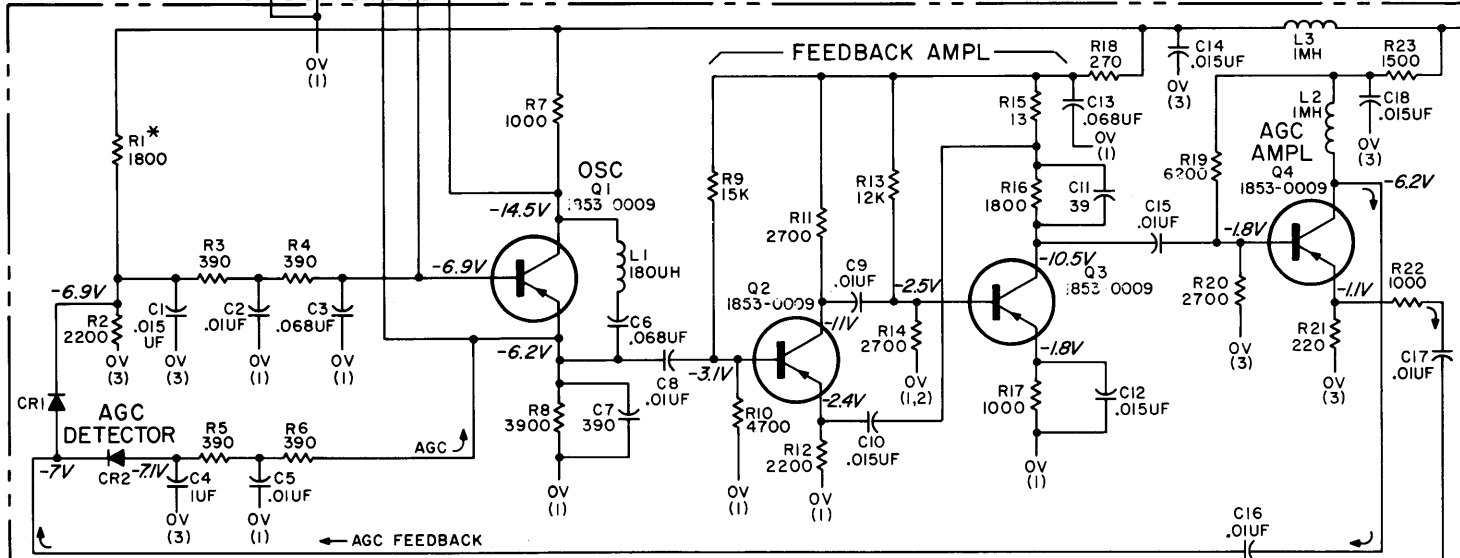 0V
(1)
FEEDBACK AMPL
R18
270
C14
.015UF
0V
(3)
L3
1MH
R23
1500
R1*
1800
R7
1000
R15
13
C13
.068UF
0V
(1)
L2
1MH
C18
.015UF
0V
(3)
AGC
AMPL
Q4
1853-0009
R19
6200
-6.2V
OSC
Q1
1853-0009
-14.5V
R9
15K
R11
2700
R13
12K
R16
1800
C11
39
C15
.01UF
-1.8V
R3
390
R4
390
-6.9V
L1
180UH
-6.9V
C1
.015
UF
C2
.01UF
C3
.068UF
R2
2200
0V
(3)
0V
(3)
0V
(1)
0V
(1)
Q2
1853-0009
C9
.01UF
-2.5V
-11V
R14
2700
0V
(1,2)
-10.5V
Q3
1853-0009
R20
2700
0V
(3)
-1.1V
R22
1000
R21
220
0V
(3)
C17
.01UF
C6
.068UF
-6.2V
C8
.01UF
-3.1V
-1.8V
CR1
AGC
DETECTOR
R5
390
R6
390
AGC
R8
3900
C7
390
R10
4700
-2.4V
R17
1000
C12
.015UF
-7V
CR2
-7.1V
C4
1UF
C5
.01UF
R12
2200
C10
.015UF
0V
(3)
0V
(1)
0V
(1)
0V
(1)
0V
(1)
0V
(1)
AGC FEEDBACK
C16
.01UF